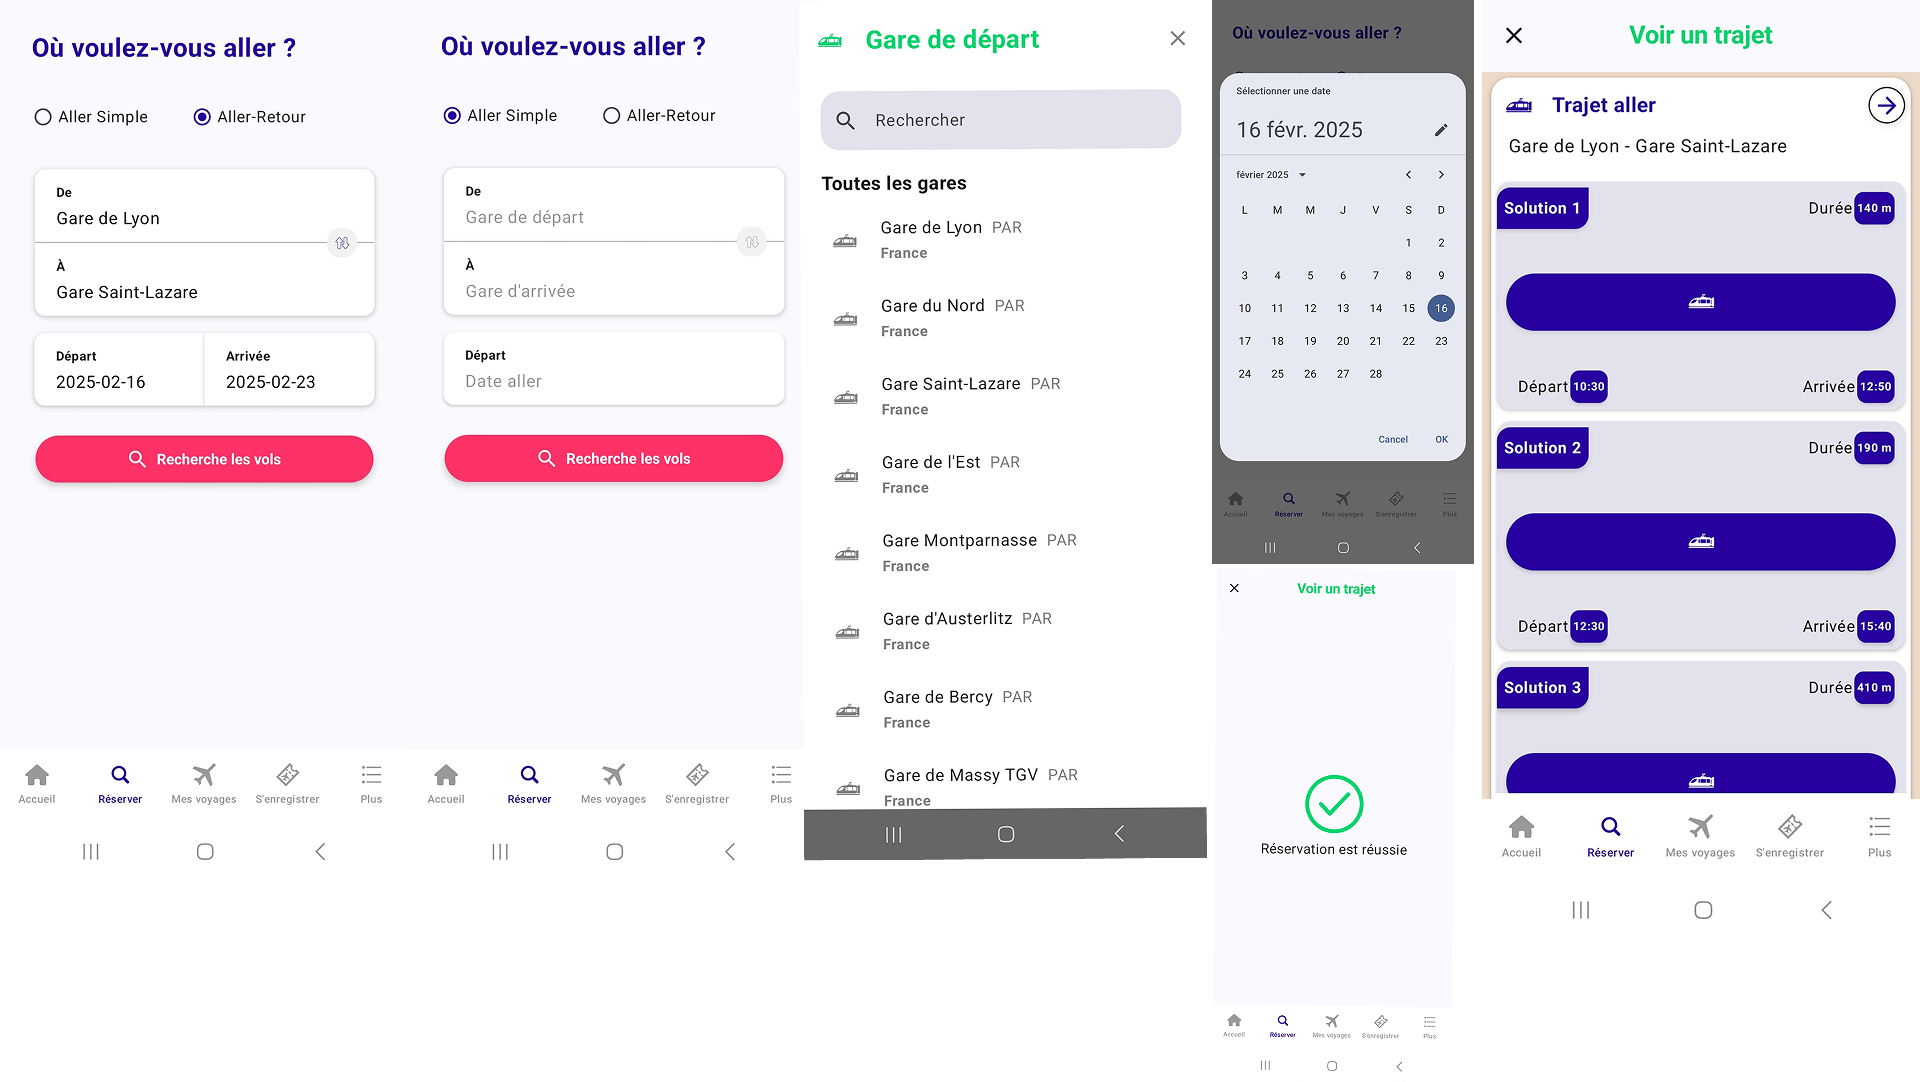 Où voulez-vous aller ?
Aller Simple
Aller-Retour
De
Gare de Lyon
À
Gare Saint-Lazare
Départ
2025-02-16
Arrivée
2025-02-23
Recherche les vols
Accueil
Réserver
Mes voyages
S'enregistrer
Plus
Où voulez-vous aller ?
Aller Simple
Aller-Retour
De
Gare de départ
À
Gare d'arrivée
Départ
Date aller
Recherche les vols
Accueil
Réserver
Mes voyages
S'enregistrer
Plus
Gare de départ
Rechercher
Toutes les gares
Gare de Lyon PAR
France
Gare du Nord PAR
France
Gare Saint-Lazare PAR
France
Gare de l'Est PAR
France
Gare Montparnasse PAR
France
Gare d'Austerlitz PAR
France
Gare de Bercy PAR
France
Gare de Massy TGV PAR
France
Où voulez-vous aller ?
Sélectionner une date
16 févr. 2025
février 2025
L M M J V S D
1 2
3 4 5 6 7 8 9
10 11 12 13 14 15 16
17 18 19 20 21 22 23
24 25 26 27 28
Cancel OK
Accueil
Réserver
Mes voyages
S'enregistrer
Plus
Voir un trajet
Réservation est réussie
Accueil
Réserver
Mes voyages
S'enregistrer
Plus
Voir un trajet
Trajet aller
Gare de Lyon - Gare Saint-Lazare
Solution 1
Durée 140 m
Départ 10:30
Arrivée 12:50
Solution 2
Durée 190 m
Départ 12:30
Arrivée 15:40
Solution 3
Durée 410 m
Accueil
Réserver
Mes voyages
S'enregistrer
Plus